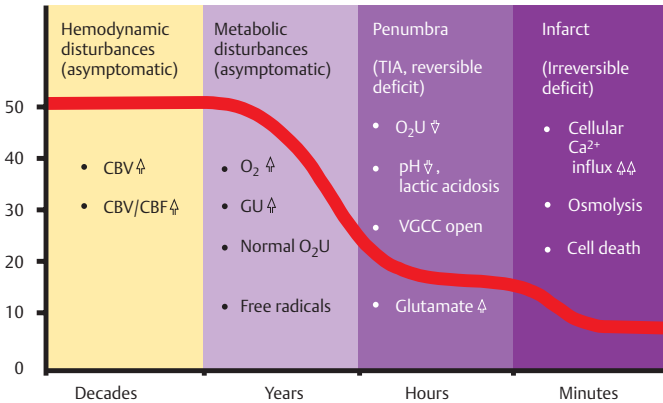 Hemodynamic
disturbances
(asymptomatic)
• CBV⇧
• CBV/CBF⇧
Metabolic
disturbances
(asymptomatic)
• O₂ ⇧
• GU⇧
• Normal O₂U
• Free radicals
Penumbra
(TIA, reversible
deficit)
• O₂U ⇩
• pH⇩,
lactic acidosis
• VGCC open
• Glutamate⇧
Infarct
(Irreversible
deficit)
• Cellular
Ca²⁺
influx ⇧⇧
• Osmolysis
• Cell death
50
40
30
20
10
0
Decades
Years
Hours
Minutes